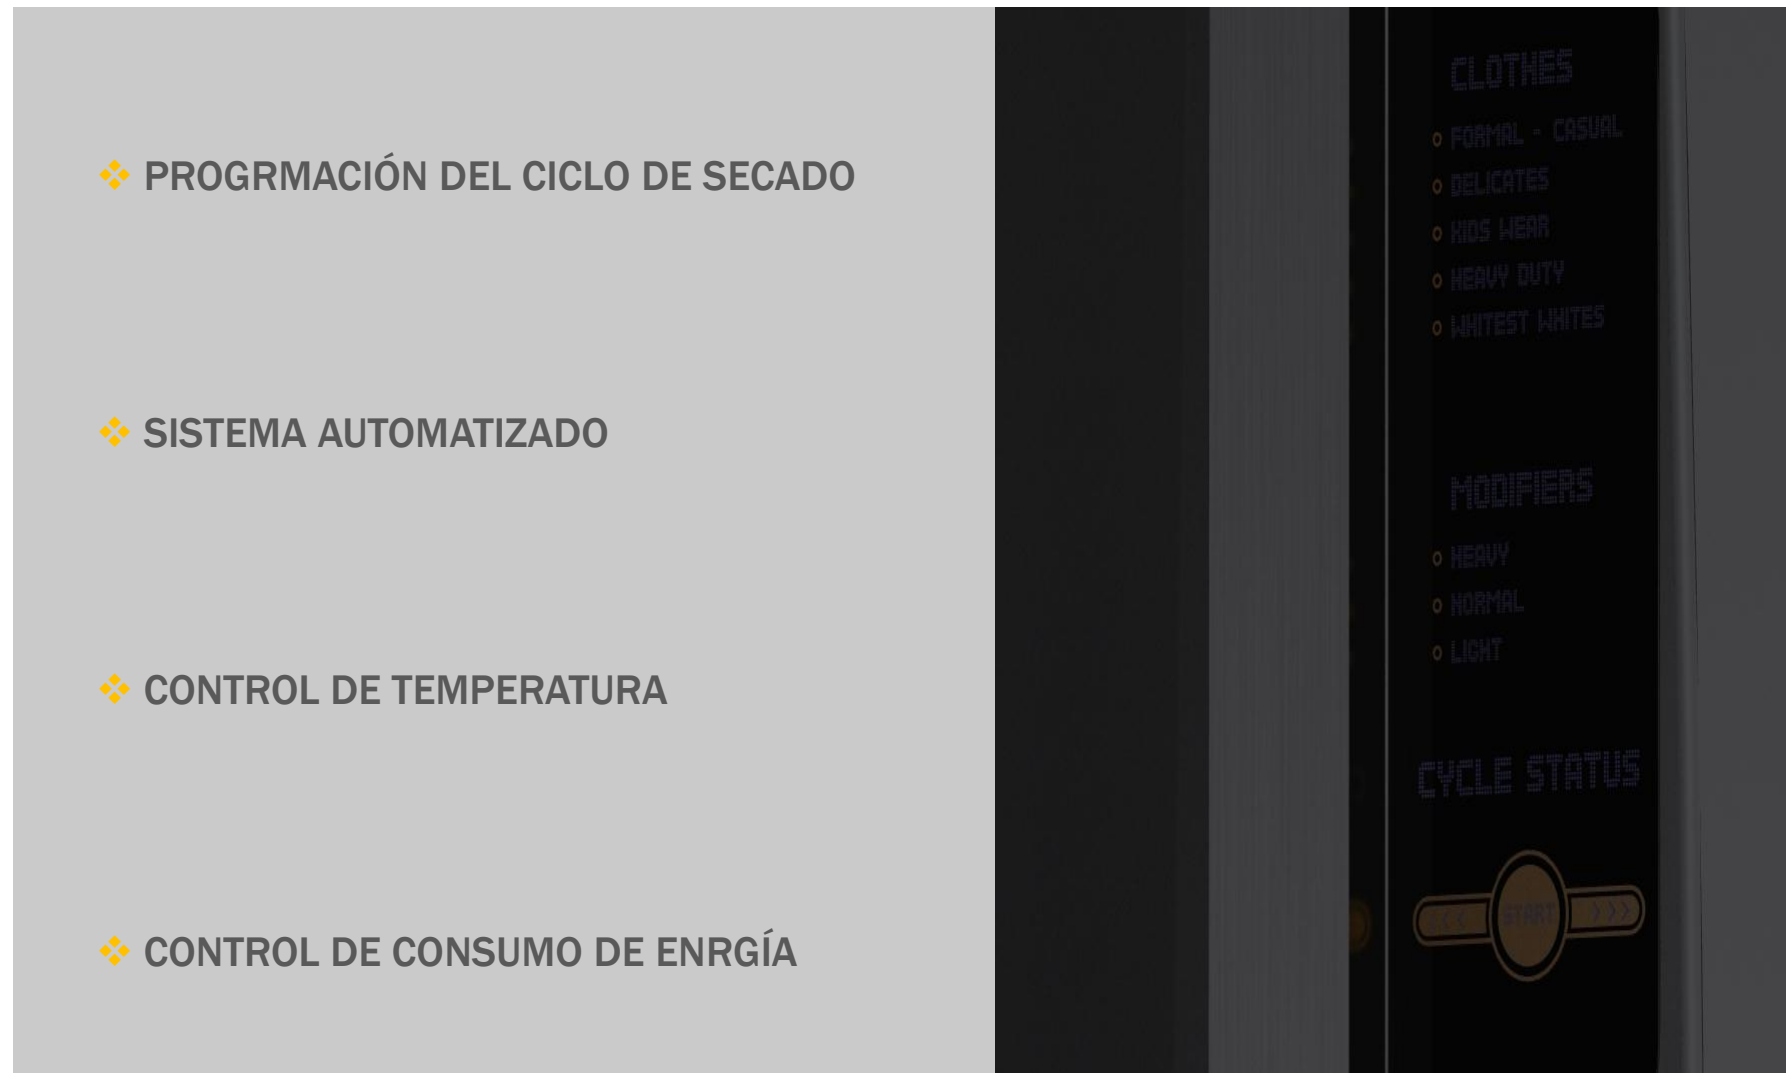 PROGRMACIÓN DEL CICLO DE SECADO
SISTEMA AUTOMATIZADO
CONTROL DE TEMPERATURA
CONTROL DE CONSUMO DE ENRGÍA
CLOTHES
FORMAL - CASUAL
DELICATES
KIDS WEAR
HEAVY DUTY
WHITEST WHITES
MODIFIERS
HEAVY
NORMAL
LIGHT
CYCLE STATUS
<<< START >>>